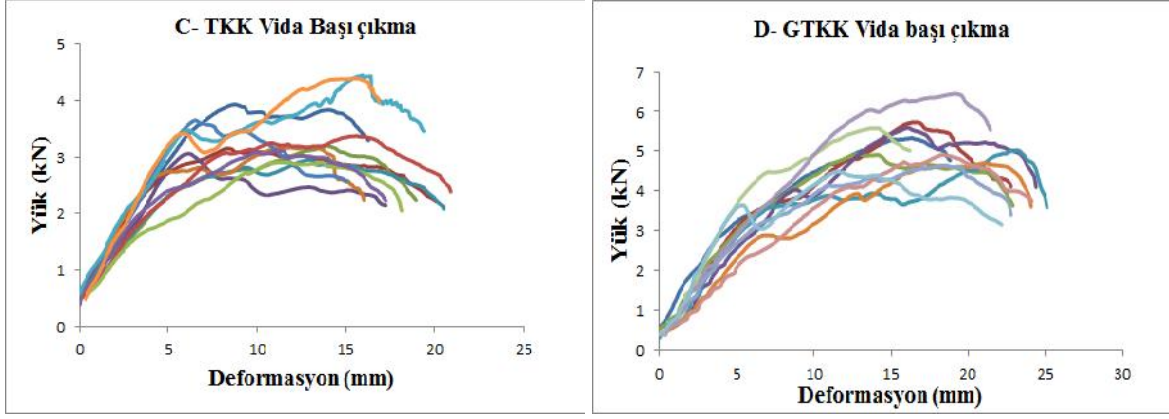 C- TKK Vida Başı çıkma
5
4
3
2
1
0
Yük (kN)
0 5 10 15 20 25
Deformasyon (mm)
D- GTKK Vida başı çıkma
7
6
5
4
3
2
1
0
Yük (kN)
0 5 10 15 20 25 30
Deformasyon (mm)